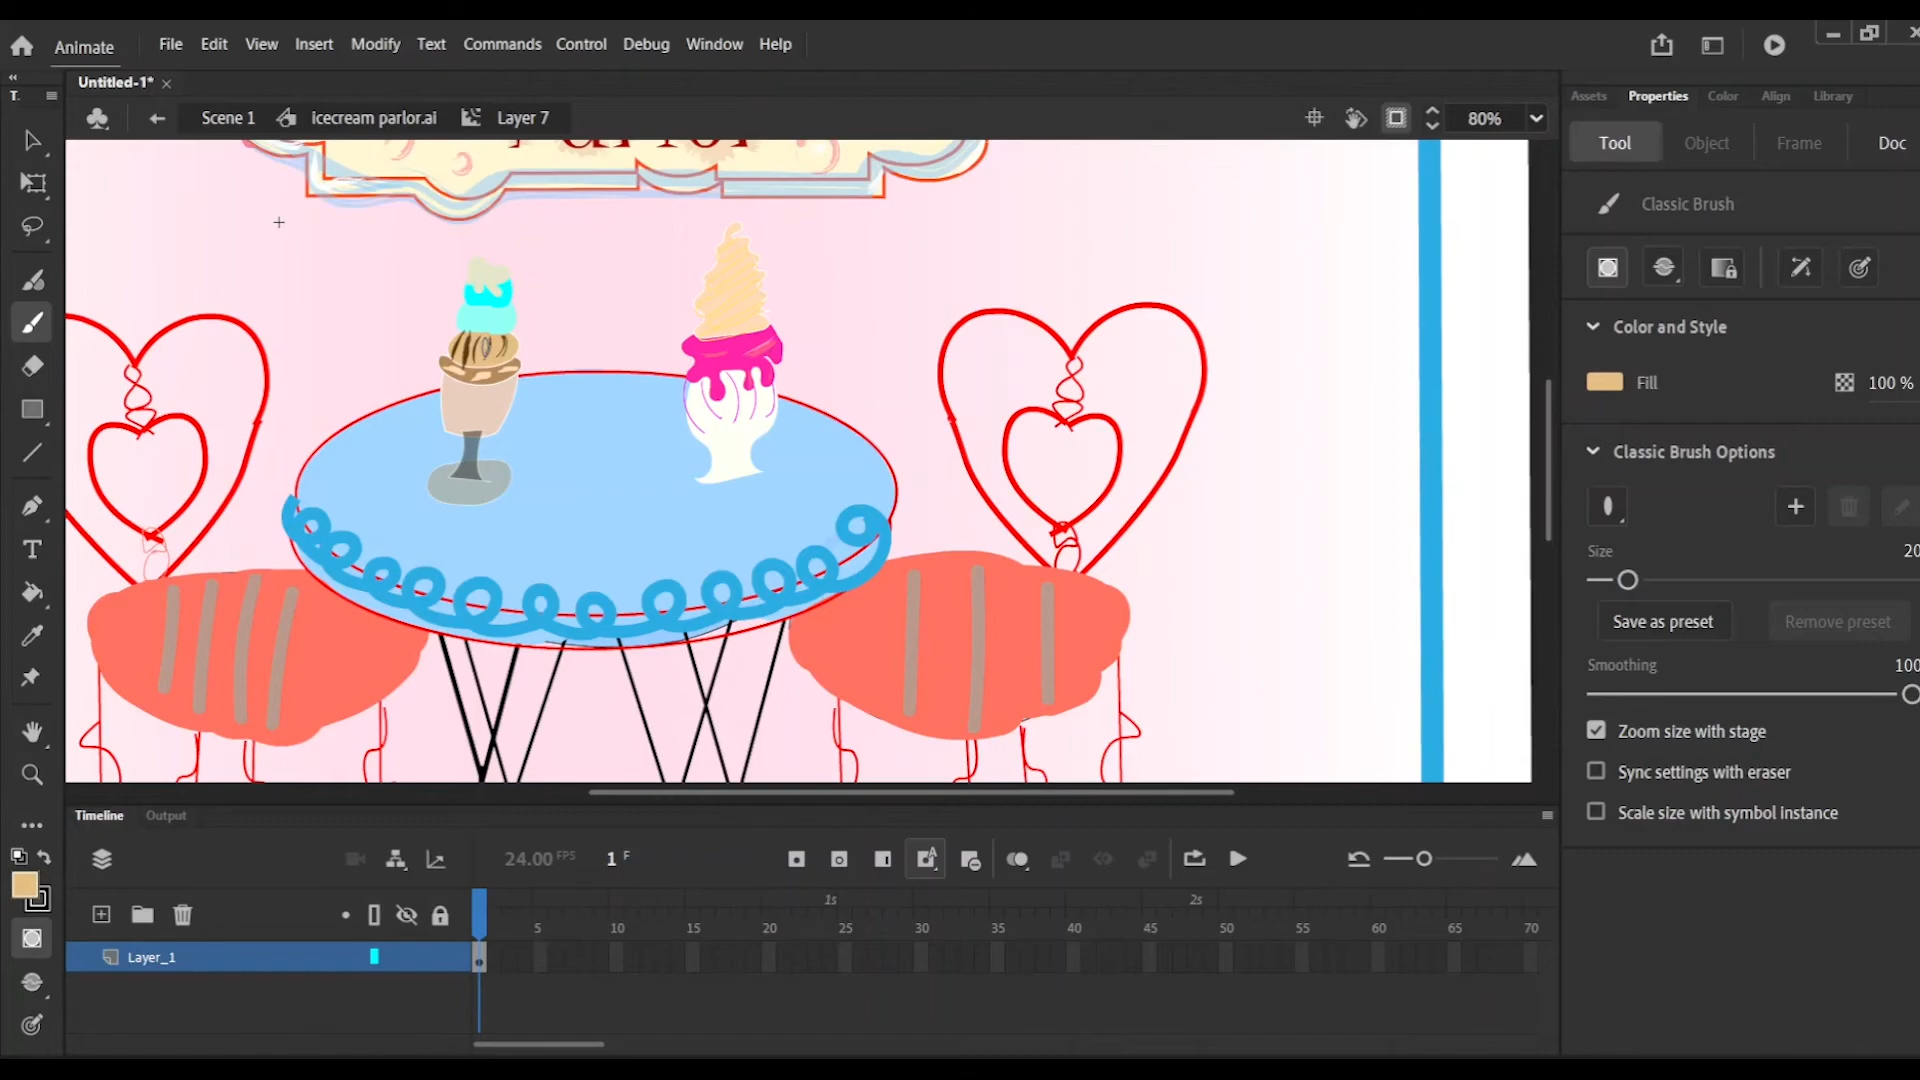 Animate File Edit View Insert Modify Text Commands Control Debug Window Help
Untitled-1*
T.
Assets Properties Color Align Library
Scene 1 icecream parlor.ai Layer 7 80%
Tool Object Frame Doc
Classic Brush
Color and Style
Fill 100 %
Classic Brush Options
Size 20
Save as preset Remove preset
Smoothing 100
Zoom size with stage
Sync settings with eraser
Scale size with symbol instance
Timeline Output
24.00 FPS 1 F
1s 2s
5 10 15 20 25 30 35 40 45 50 55 60 65 70
Layer_1